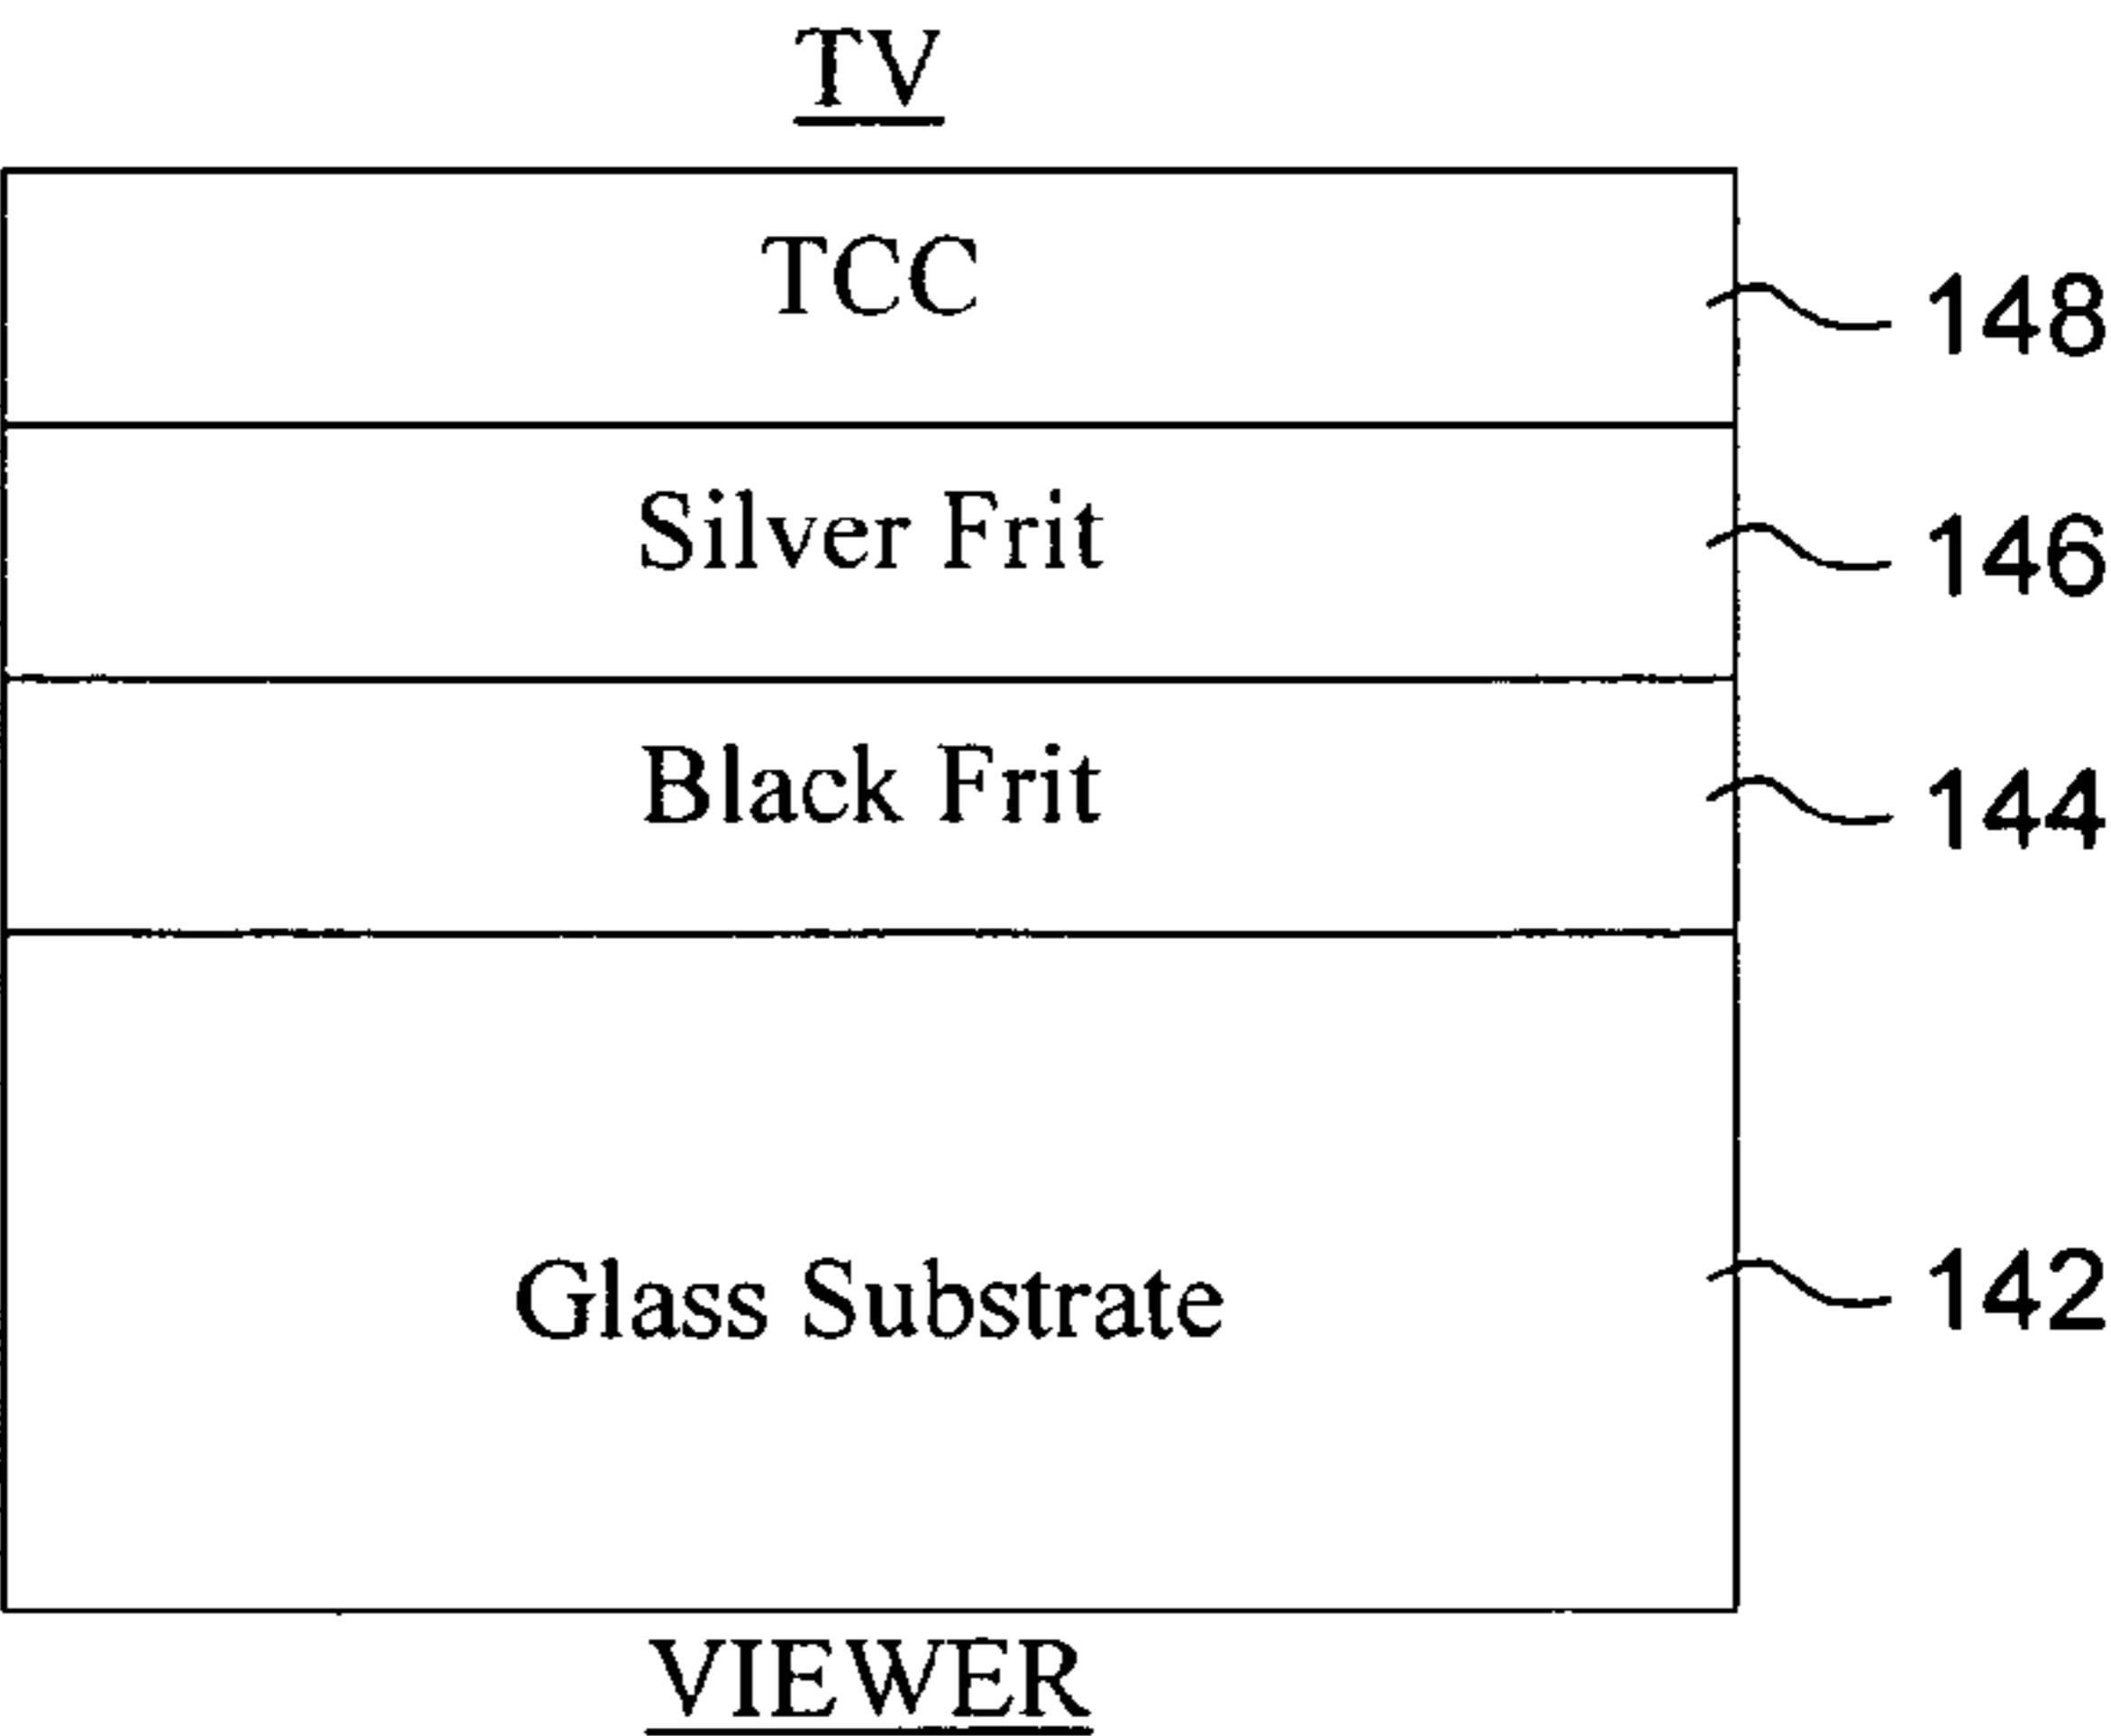 TV
TCC
148
Silver Frit
146
Black Frit
144
Glass Substrate
142
VIEWER